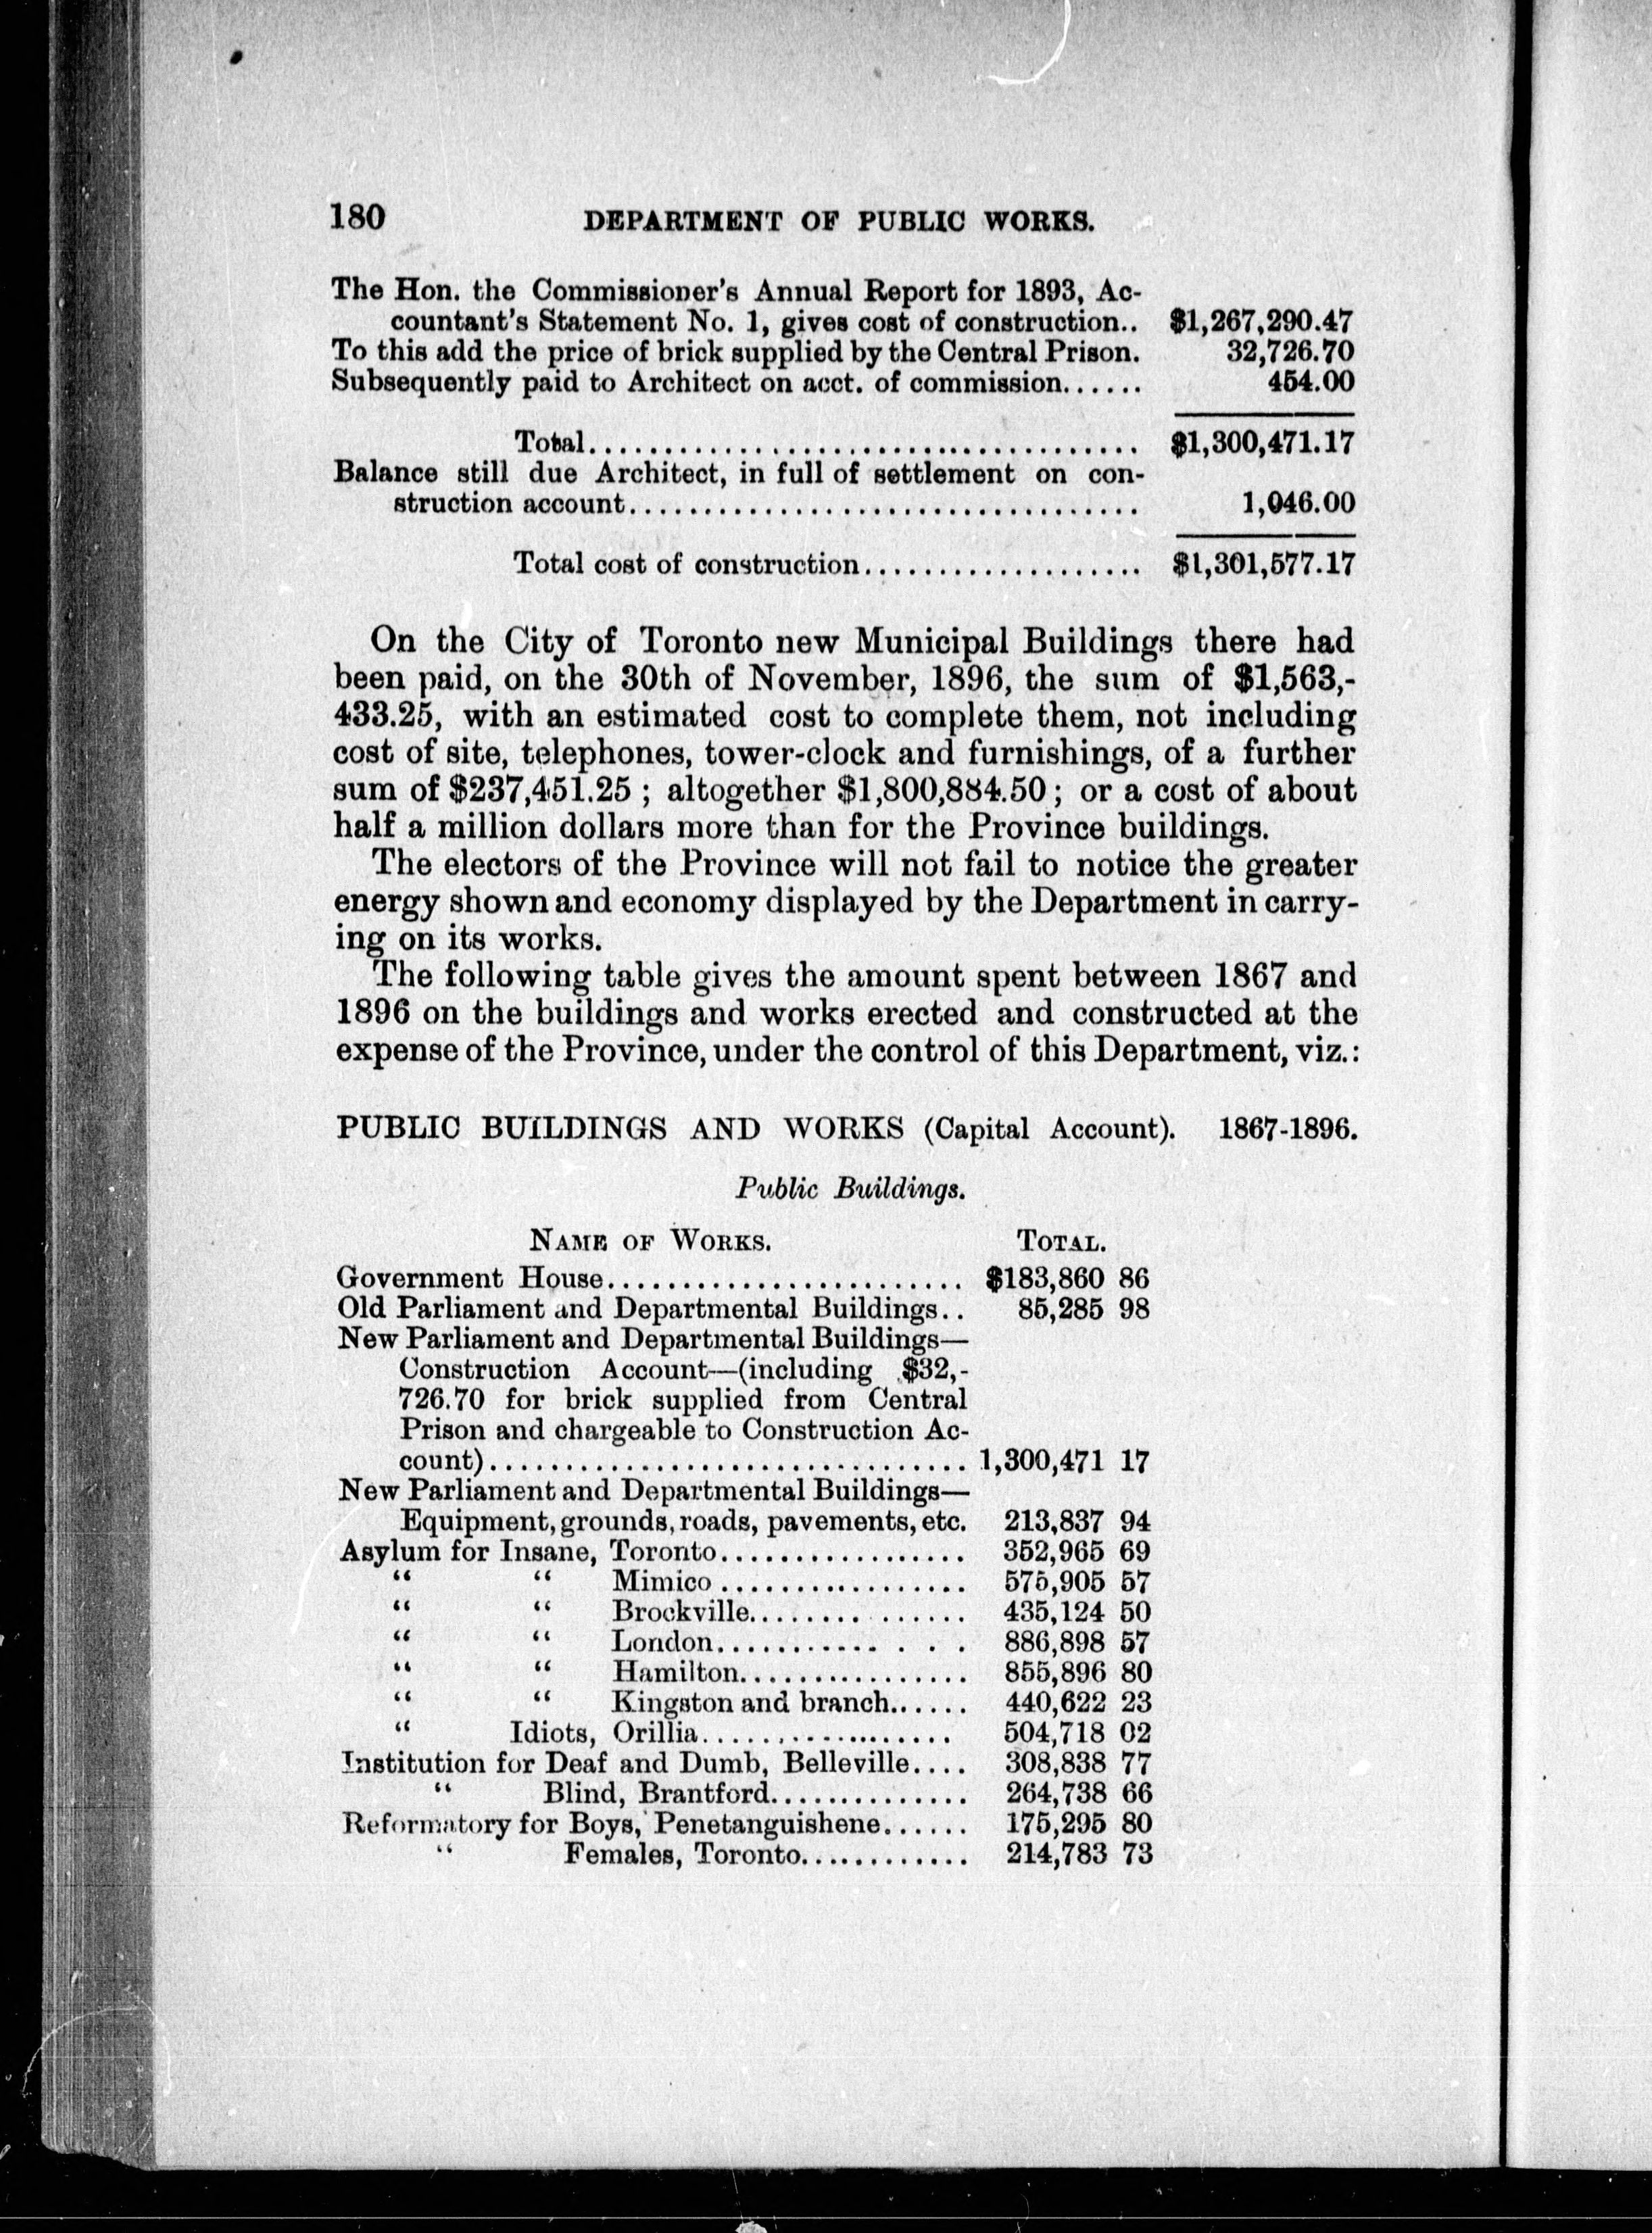 180 DEPARTMENT OF PUBLIC WORKS.
The Hon. the Commissioner's Annual Report for 1893, Ac-
countant's Statement No. 1, gives cost of construction.. $1,267,290.47
To this add the price of brick supplied by the Central Prison. 32,726.70
Subsequently paid to Architect on acct. of commission...... 454.00
Total..................................... $1,300,471.17
Balance still due Architect, in full of settlement on con-
struction account.................................. 1,046.00
Total cost of construction................... $1,301,577.17
On the City of Toronto new Municipal Buildings there had
been paid, on the 30th of November, 1896, the sum of $1,563,-
433.25, with an estimated cost to complete them, not including
cost of site, telephones, tower-clock and furnishings, of a further
sum of $237,451.25 ; altogether $1,800,884.50 ; or a cost of about
half a million dollars more than for the Province buildings.
The electors of the Province will not fail to notice the greater
energy shown and economy displayed by the Department in carry-
ing on its works.
The following table gives the amount spent between 1867 and
1896 on the buildings and works erected and constructed at the
expense of the Province, under the control of this Department, viz.:
PUBLIC BUILDINGS AND WORKS (Capital Account). 1867-1896.
Public Buildings.
NAME OF WORKS. TOTAL.
Government House........................ $183,860 86
Old Parliament and Departmental Buildings.. 85,285 98
New Parliament and Departmental Buildings—
Construction Account—(including $32,-
726.70 for brick supplied from Central
Prison and chargeable to Construction Ac-
count)................................ 1,300,471 17
New Parliament and Departmental Buildings—
Equipment, grounds, roads, pavements, etc. 213,837 94
Asylum for Insane, Toronto................. 352,965 69
“ “ Mimico ................. 575,905 57
“ “ Brockville............... 435,124 50
“ “ London.............. 886,898 57
“ “ Hamilton................ 855,896 80
“ “ Kingston and branch...... 440,622 23
“ Idiots, Orillia................. 504,718 02
Institution for Deaf and Dumb, Belleville.... 308,838 77
“ Blind, Brantford.............. 264,738 66
Reformatory for Boys, Penetanguishene...... 175,295 80
“ Females, Toronto............ 214,783 73